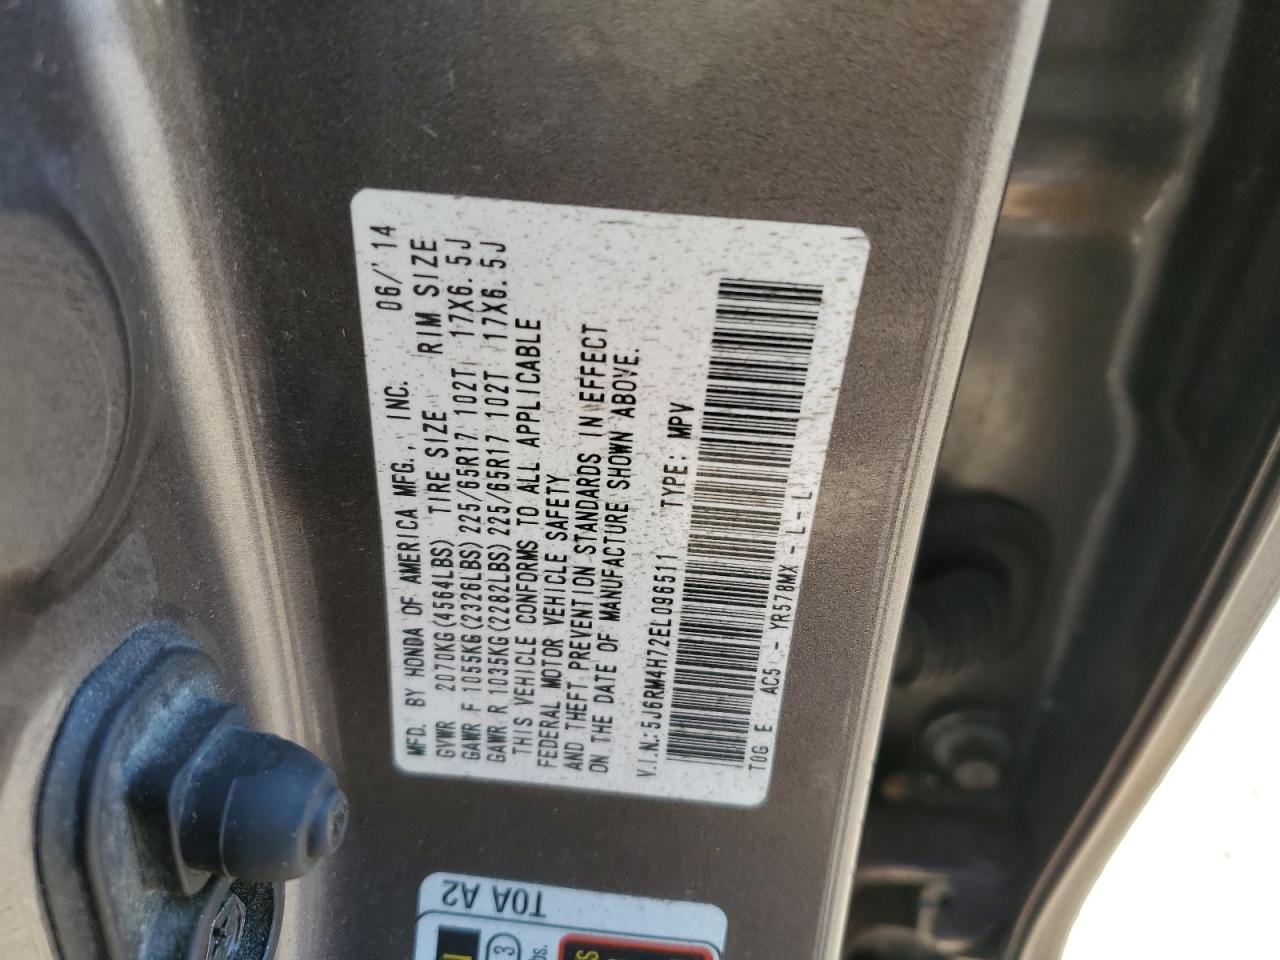 MFD. BY HONDA OF AMERICA MFG., INC. 06/'14
GVWR 2070KG(4564LBS) TIRE SIZE RIM SIZE
GAWR F 1055KG(2326LBS) 225/65R17 102T 17X6.5J
GAWR R 1035KG(2282LBS) 225/65R17 102T 17X6.5J
THIS VEHICLE CONFORMS TO ALL APPLICABLE
FEDERAL MOTOR VEHICLE SAFETY
AND THEFT PREVENTION STANDARDS IN EFFECT
ON THE DATE OF MANUFACTURE SHOWN ABOVE.
V.I.N.:5J6RM4H72EL096511 TYPE: MPV
T0G E AC5 - YR578MX - L - L
T0A A2
3